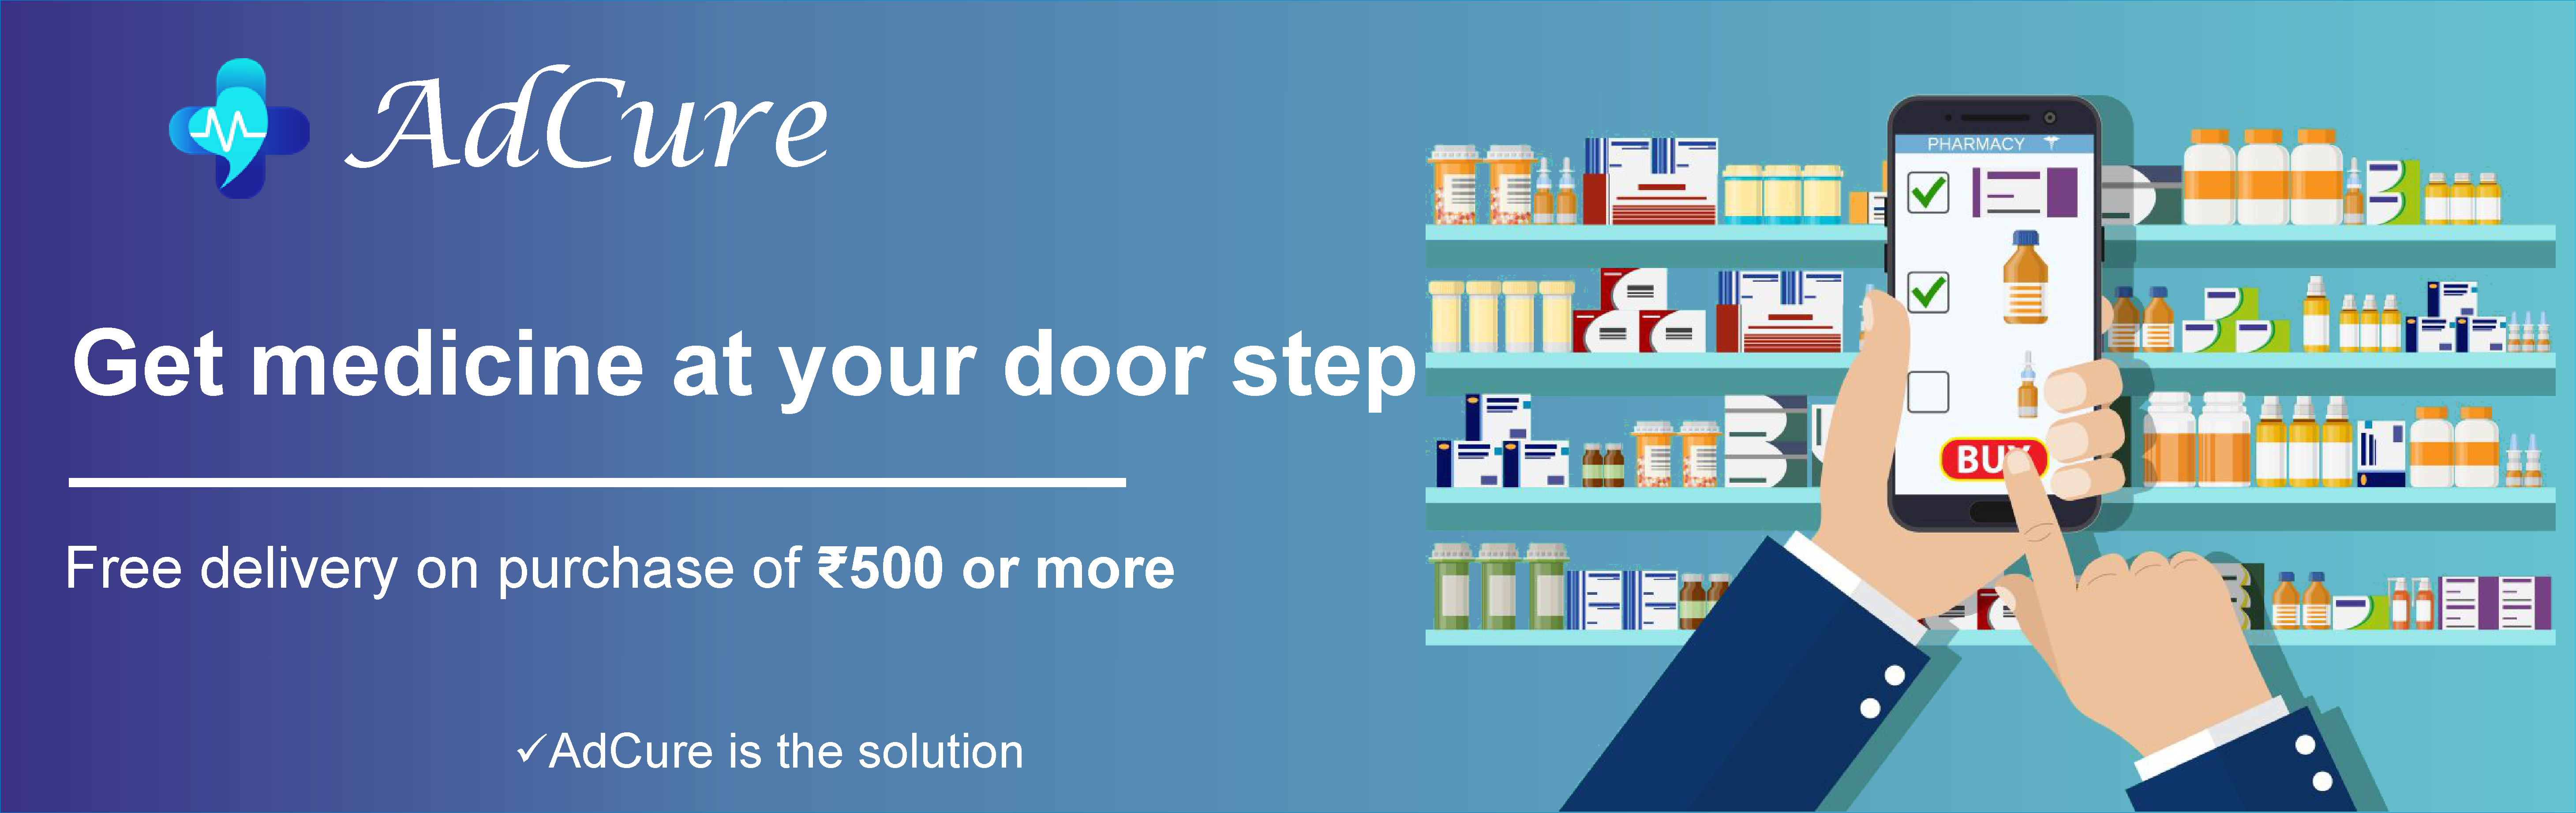 AdCure
Get medicine at your door step
Free delivery on purchase of ₹500 or more
✓AdCure is the solution
PHARMACY
BUY